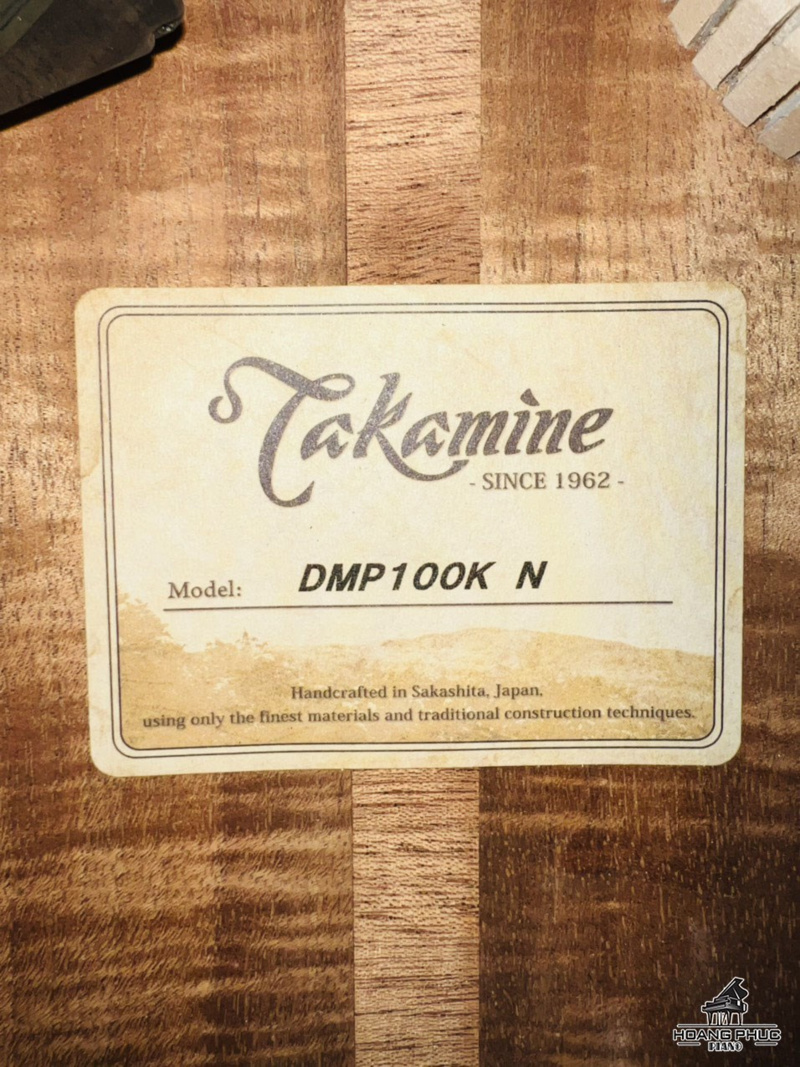 Takamine
- SINCE 1962 -
Model: DMP100K N
Handcrafted in Sakashita, Japan,
using only the finest materials and traditional construction techniques.
HOANG PHUC
PIANO